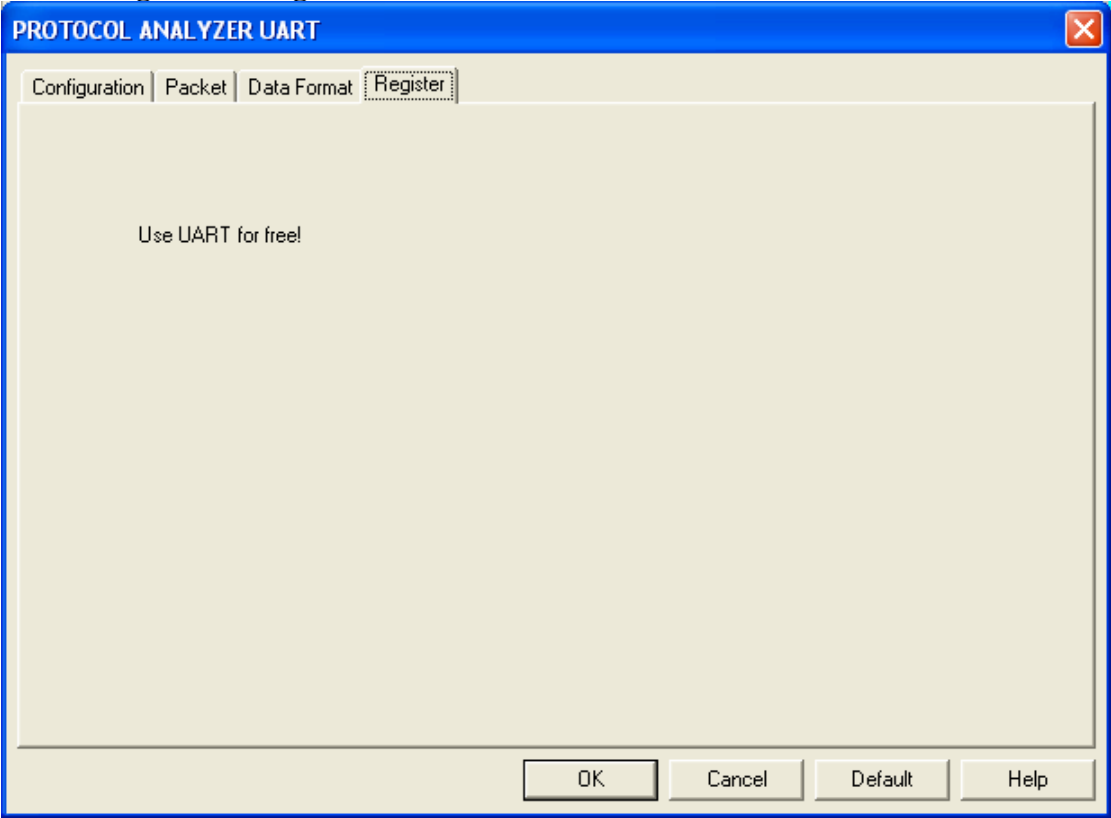 PROTOCOL ANALYZER UART
Configuration Packet Data Format Register
Use UART for free!
OK Cancel Default Help